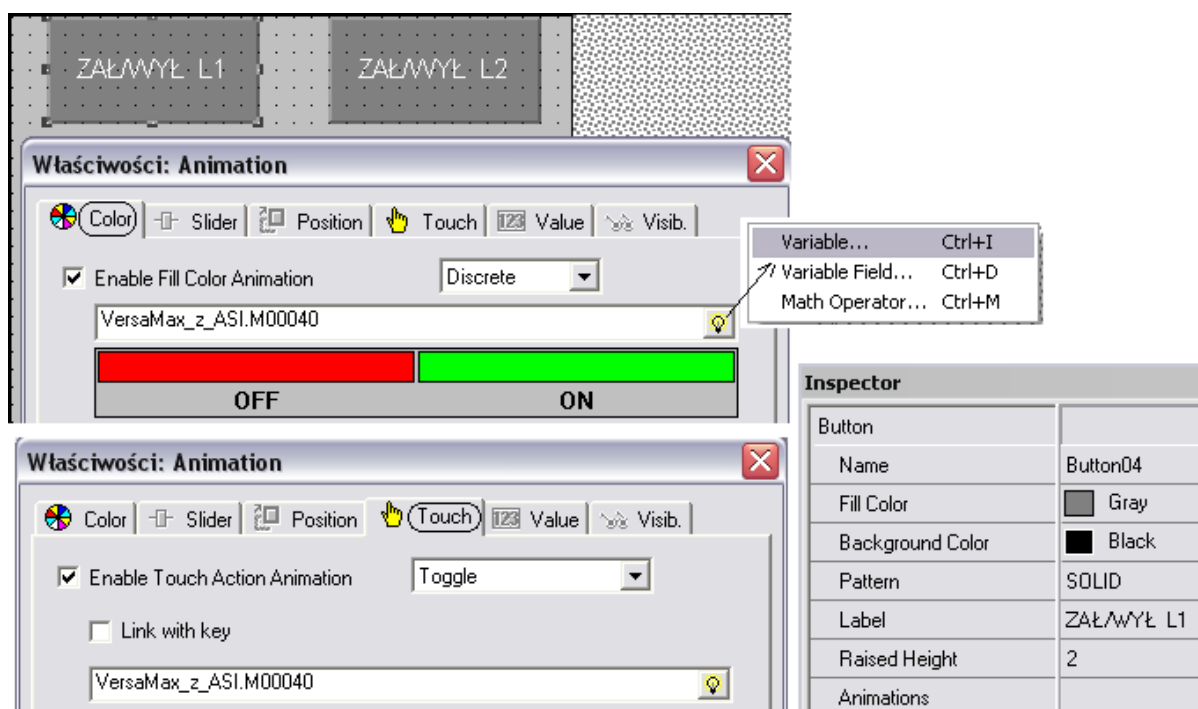 ZAŁ/WYŁ L1
ZAŁ/WYŁ L2
Właściwości: Animation
Color
Slider
Position
Touch
123
Value
Visib.
Enable Fill Color Animation
Discrete
VersaMax_z_ASI.M00040
OFF
ON
Variable... Ctrl+I
Variable Field... Ctrl+D
Math Operator... Ctrl+M
Właściwości: Animation
Color
Slider
Position
Touch
123
Value
Visib.
Enable Touch Action Animation
Toggle
Link with key
VersaMax_z_ASI.M00040
Inspector
Button
Name Button04
Fill Color Gray
Background Color Black
Pattern SOLID
Label ZAŁ/WYŁ L1
Raised Height 2
Animations